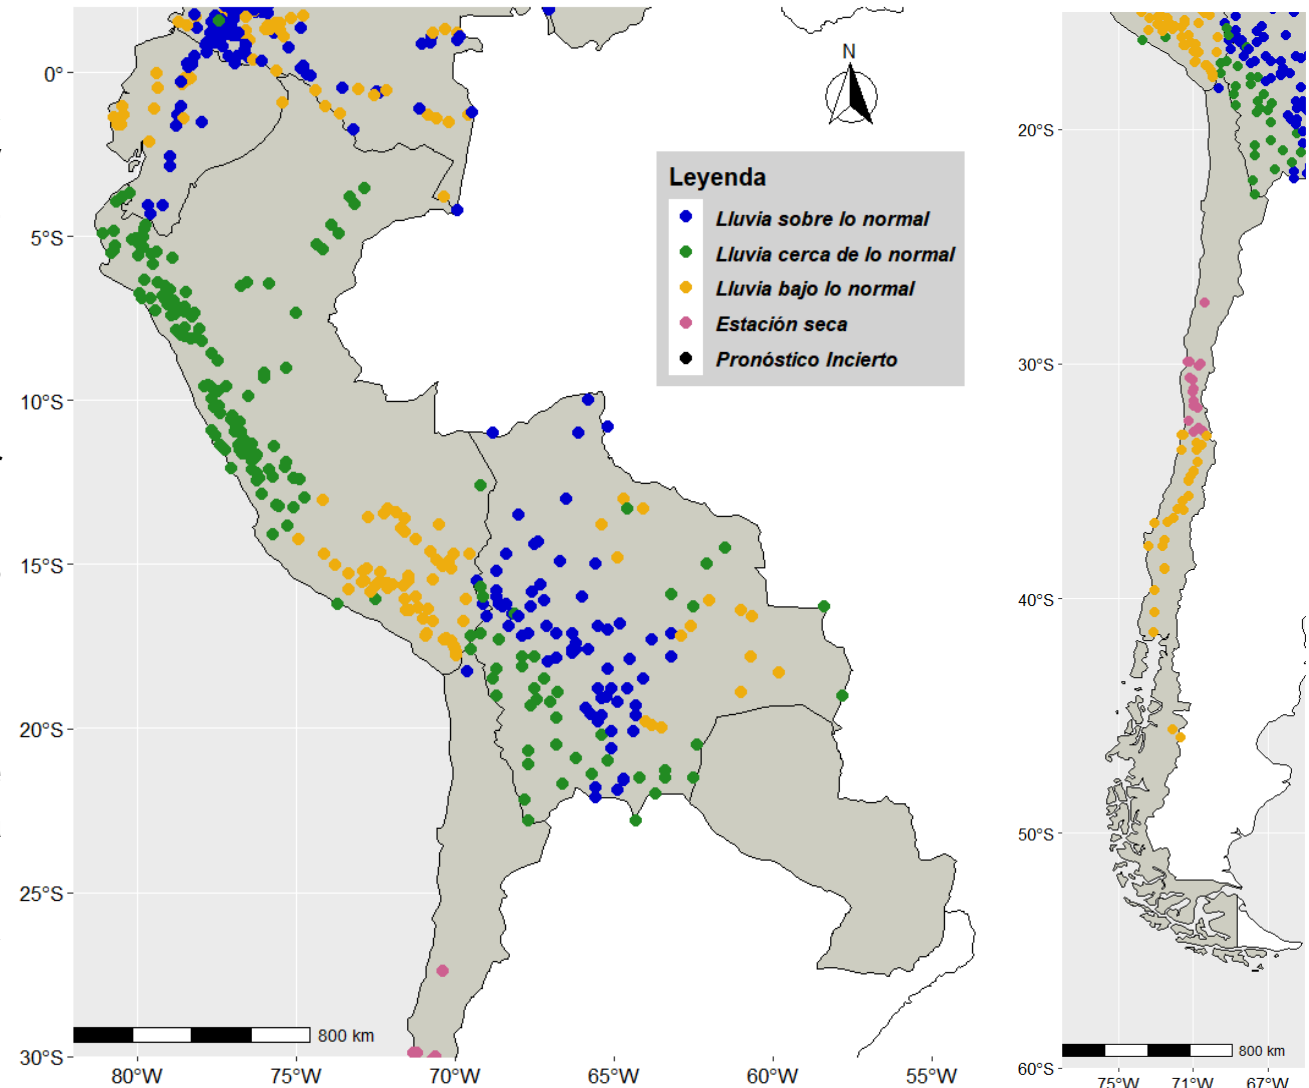 N
Leyenda
Lluvia sobre lo normal
Lluvia cerca de lo normal
Lluvia bajo lo normal
Estación seca
Pronóstico Incierto
0°
5°S
10°S
15°S
20°S
25°S
30°S
80°W
75°W
70°W
65°W
60°W
55°W
800 km
20°S
30°S
40°S
50°S
60°S
75°W
71°W
67°W
800 km